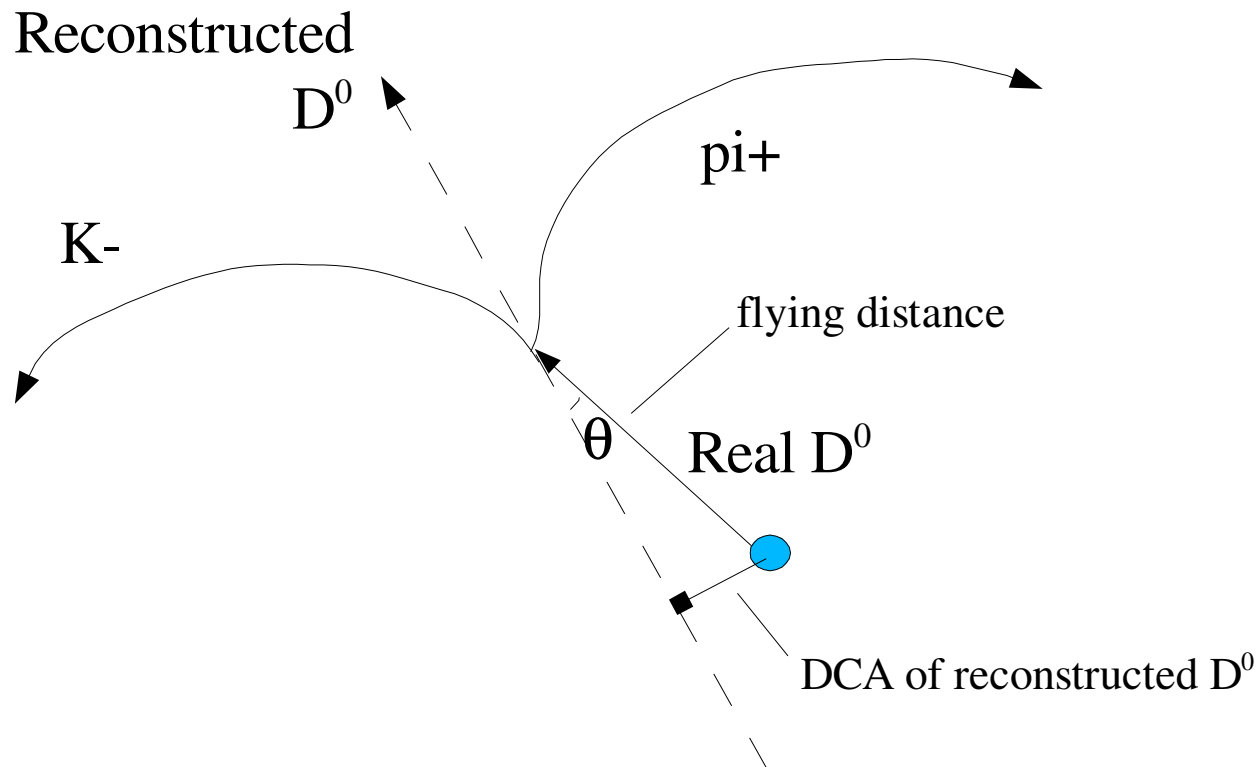 Reconstructed
D⁰
pi+
K-
flying distance
θ
Real D⁰
DCA of reconstructed D⁰